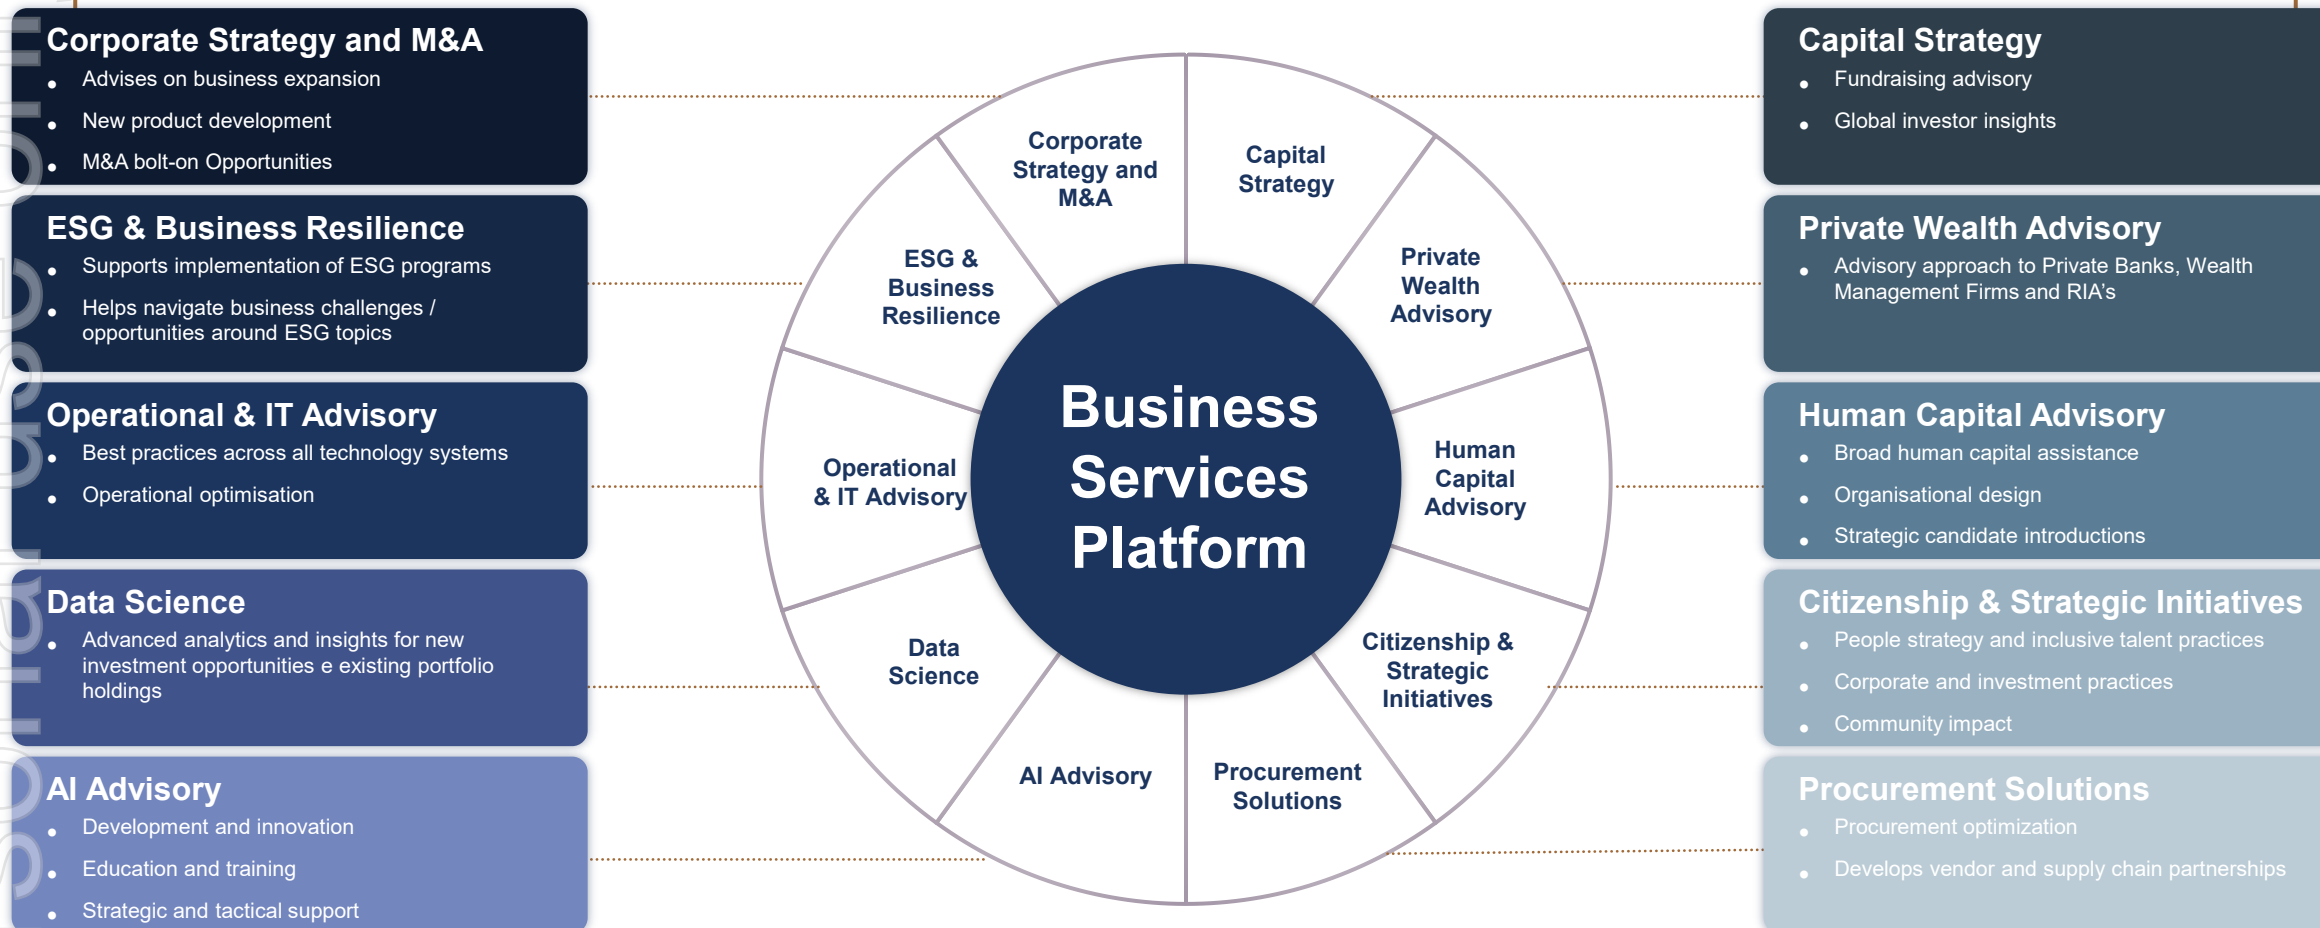 Corporate Strategy and M&A
• Advises on business expansion
• New product development
• M&A bolt-on Opportunities
ESG & Business Resilience
• Supports implementation of ESG programs
• Helps navigate business challenges /
opportunities around ESG topics
Operational & IT Advisory
• Best practices across all technology systems
• Operational optimisation
Data Science
• Advanced analytics and insights for new
investment opportunities e existing portfolio
holdings
AI Advisory
• Development and innovation
• Education and training
• Strategic and tactical support
Corporate
Strategy and
M&A
Capital
Strategy
ESG &
Business
Resilience
Private
Wealth
Advisory
Operational
& IT Advisory
Business
Services
Platform
Human
Capital
Advisory
Data
Science
Citizenship &
Strategic
Initiatives
AI Advisory
Procurement
Solutions
Capital Strategy
• Fundraising advisory
• Global investor insights
Private Wealth Advisory
• Advisory approach to Private Banks, Wealth
Management Firms and RIA’s
Human Capital Advisory
• Broad human capital assistance
• Organisational design
• Strategic candidate introductions
Citizenship & Strategic Initiatives
• People strategy and inclusive talent practices
• Corporate and investment practices
• Community impact
Procurement Solutions
• Procurement optimization
• Develops vendor and supply chain partnerships